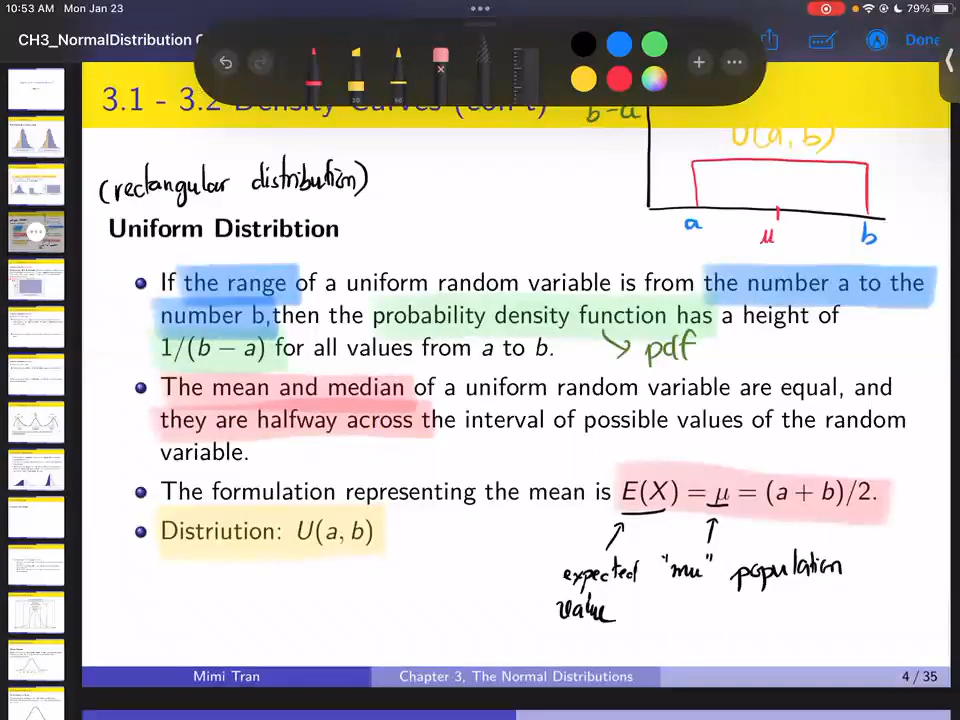 10:53 AM Mon Jan 23
79%
CH3_NormalDistribution
Done
3.1 - 3.2 Density Curves (con't)
b-a
U(a, b)
(rectangular distribution)
a
μ
b
Uniform Distribtion
If the range of a uniform random variable is from the number a to the
number b,then the probability density function has a height of
1/(b − a) for all values from a to b.
pdf
The mean and median of a uniform random variable are equal, and
they are halfway across the interval of possible values of the random
variable.
The formulation representing the mean is E(X) = μ = (a + b)/2.
Distriution: U(a, b)
expected "mu" population
value
Mimi Tran
Chapter 3, The Normal Distributions
4 / 35